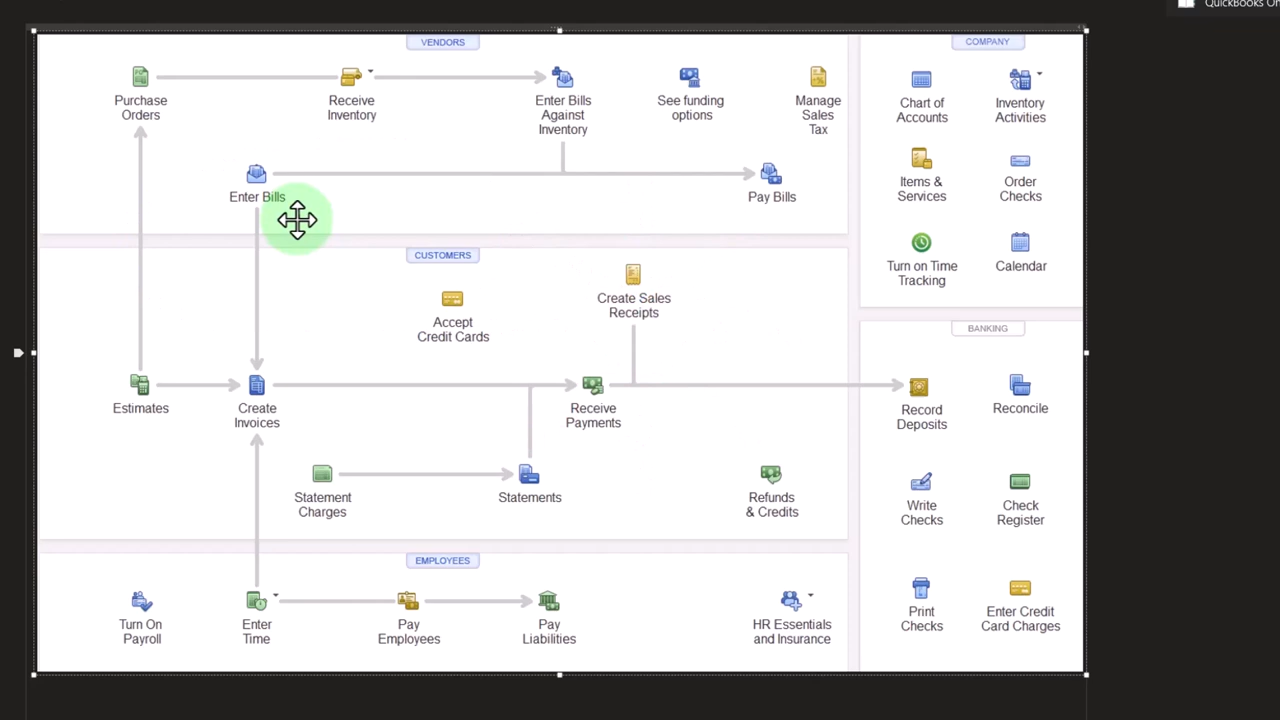 QuickBooks On
VENDORS
COMPANY
Purchase
Orders
Receive
Inventory
Enter Bills
Against
Inventory
See funding
options
Manage
Sales
Tax
Chart of
Accounts
Inventory
Activities
Enter Bills
Pay Bills
Items &
Services
Order
Checks
Turn on Time
Tracking
Calendar
CUSTOMERS
Accept
Credit Cards
Create Sales
Receipts
BANKING
Estimates
Create
Invoices
Receive
Payments
Record
Deposits
Reconcile
Statement
Charges
Statements
Refunds
& Credits
Write
Checks
Check
Register
EMPLOYEES
Turn On
Payroll
Enter
Time
Pay
Employees
Pay
Liabilities
HR Essentials
and Insurance
Print
Checks
Enter Credit
Card Charges